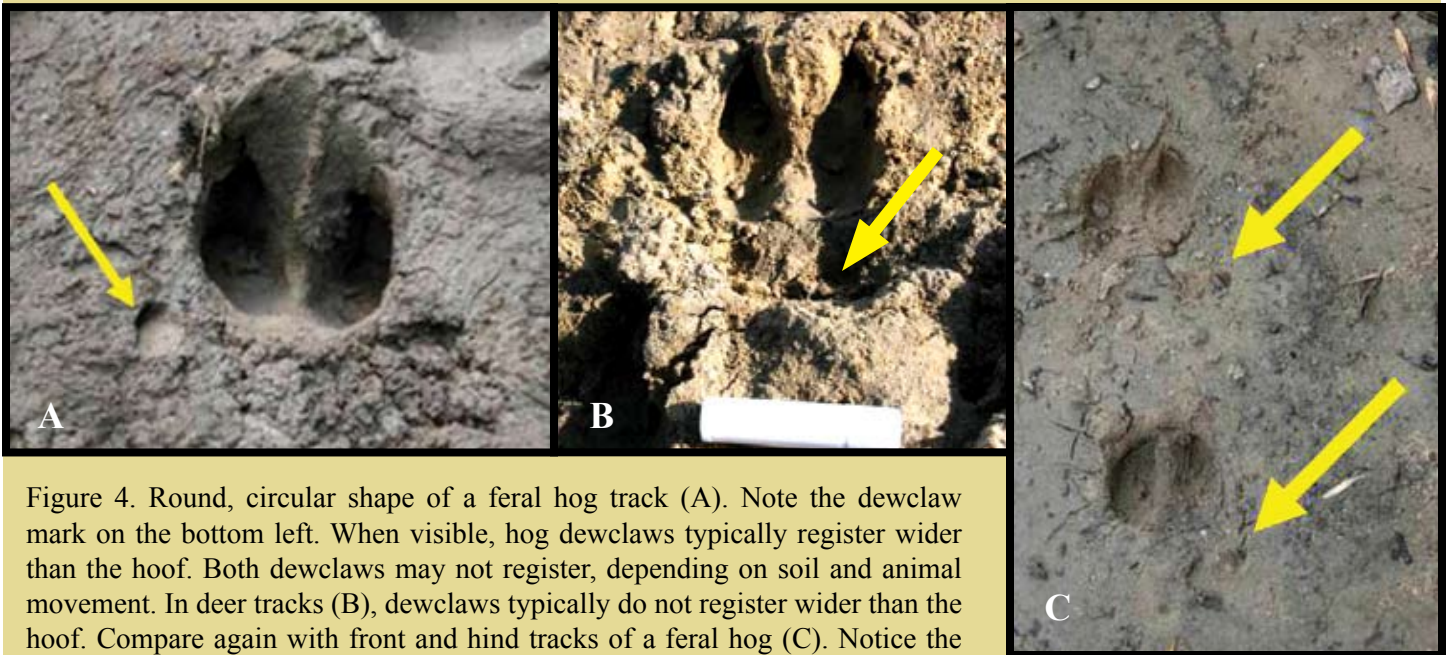 A
B
C
Figure 4. Round, circular shape of a feral hog track (A). Note the dewclaw
mark on the bottom left. When visible, hog dewclaws typically register wider
than the hoof. Both dewclaws may not register, depending on soil and animal
movement. In deer tracks (B), dewclaws typically do not register wider than the
hoof. Compare again with front and hind tracks of a feral hog (C). Notice the